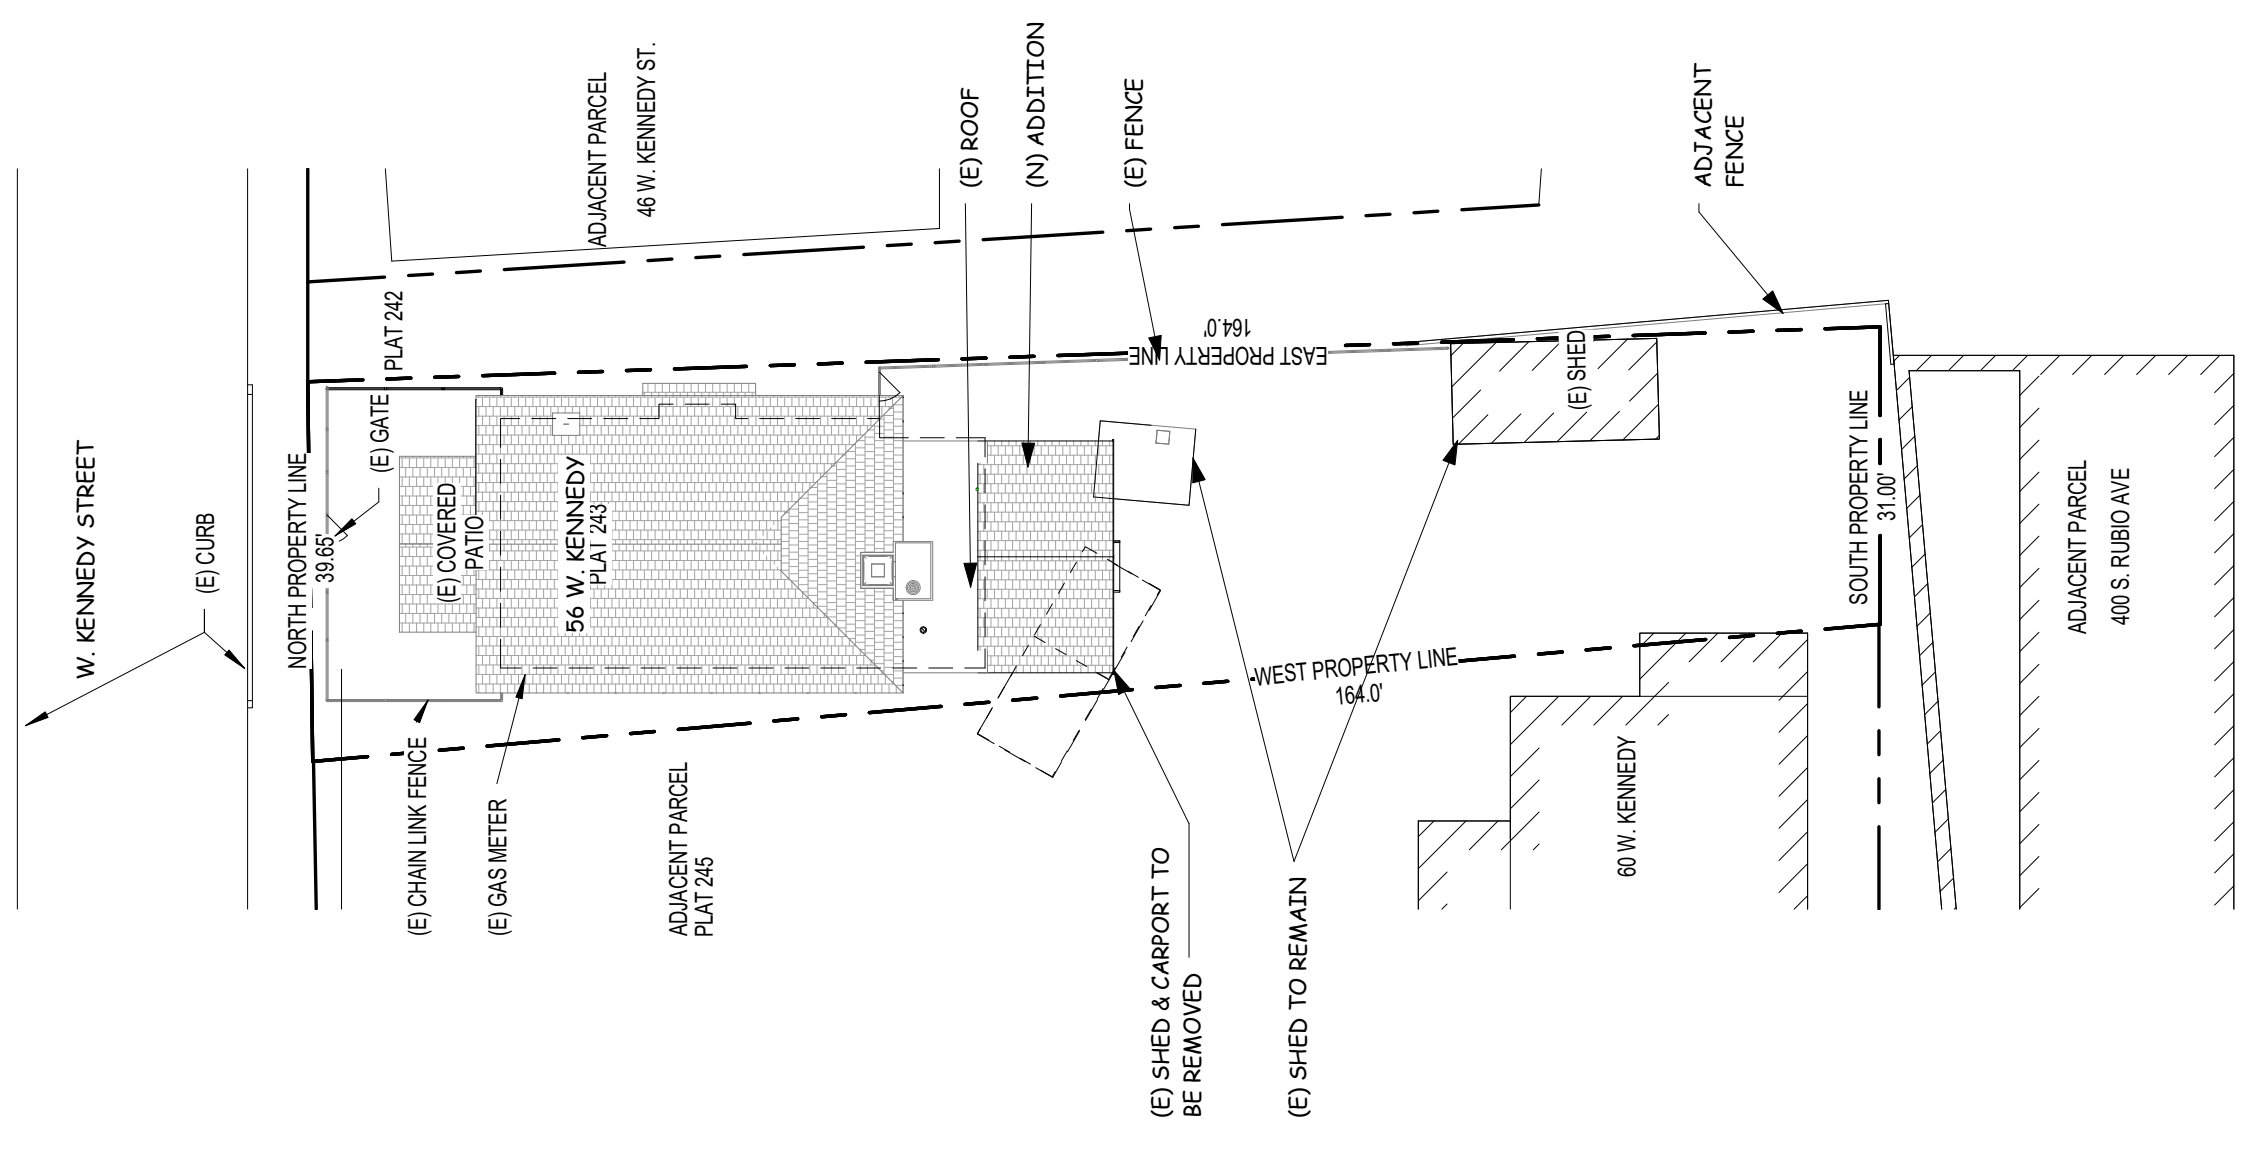 W. KENNEDY STREET
(E) CURB
NORTH PROPERTY LINE
39.65'
(E) GATE
PLAT 242
(E) COVERED
PATIO
56 W. KENNEDY
PLAT 243
(E) CHAIN LINK FENCE
(E) GAS METER
ADJACENT PARCEL
PLAT 245
ADJACENT PARCEL
46 W. KENNEDY ST.
(E) ROOF
(N) ADDITION
(E) FENCE
EAST PROPERTY LINE
164.0'
WEST PROPERTY LINE
164.0'
(E) SHED & CARPORT TO
BE REMOVED
(E) SHED TO REMAIN
(E) SHED
60 W. KENNEDY
ADJACENT
FENCE
SOUTH PROPERTY LINE
31.00'
ADJACENT PARCEL
400 S. RUBIO AVE